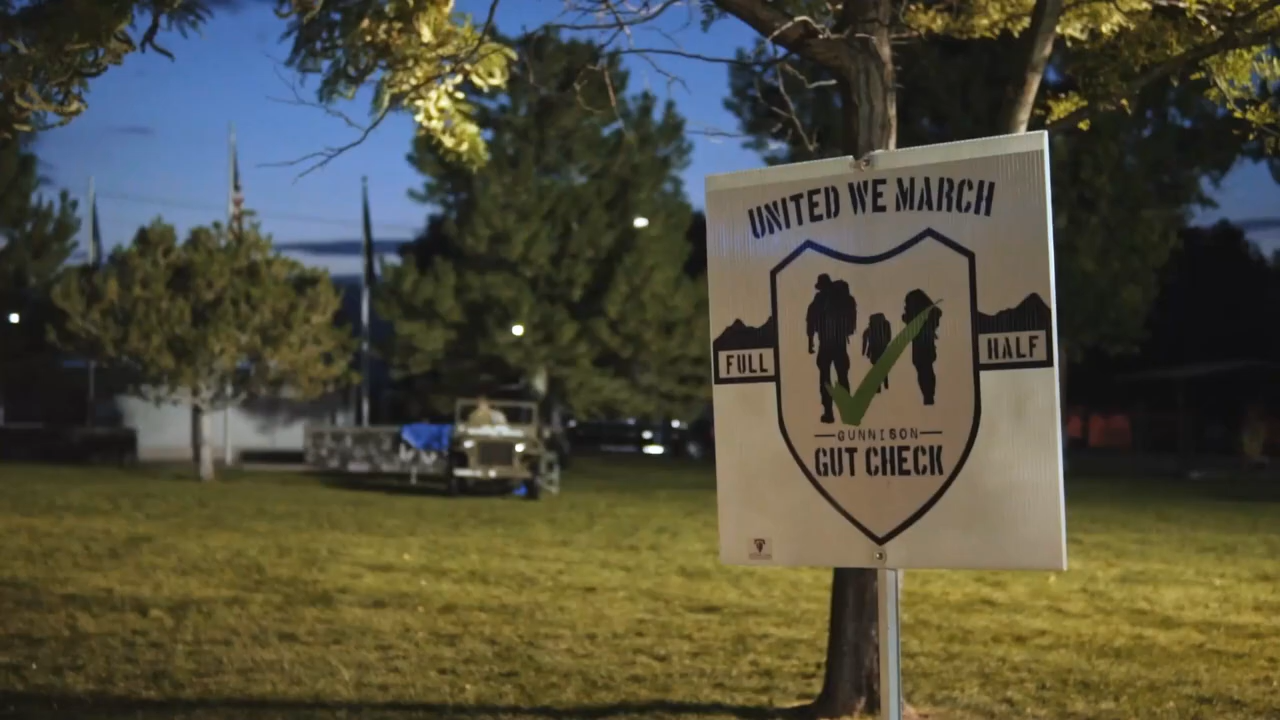 UNITED WE MARCH
FULL
HALF
GUNNISON
GUT CHECK